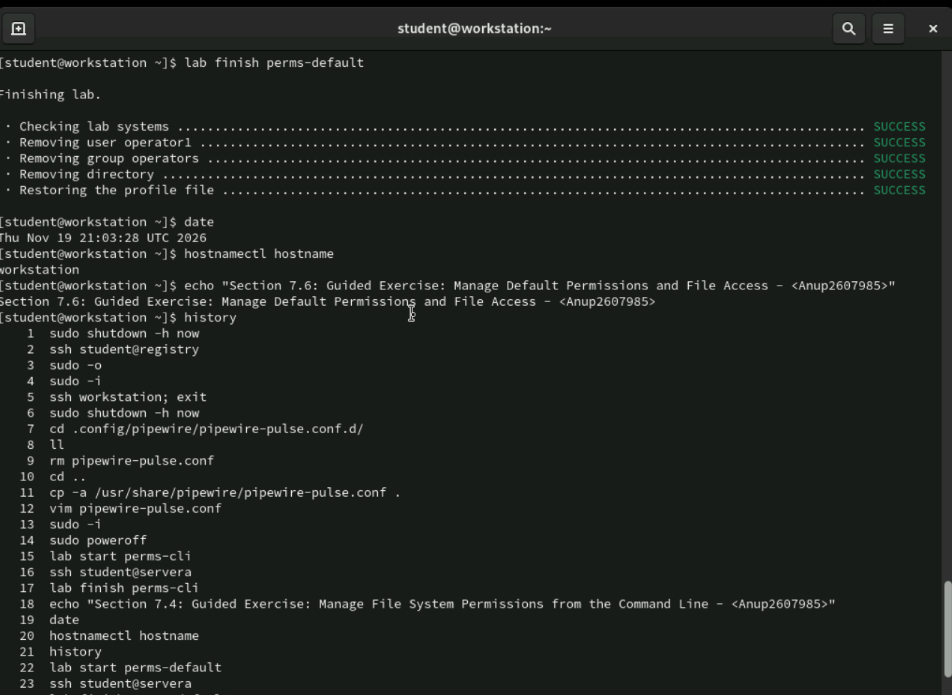 student@workstation:~
[student@workstation ~]$ lab finish perms-default
Finishing lab.
· Checking lab systems ........................................................................................... SUCCESS
· Removing user operator1 ........................................................................................ SUCCESS
· Removing group operators ....................................................................................... SUCCESS
· Removing directory ............................................................................................. SUCCESS
· Restoring the profile file ..................................................................................... SUCCESS
[student@workstation ~]$ date
Thu Nov 19 21:03:28 UTC 2026
[student@workstation ~]$ hostnamectl hostname
workstation
[student@workstation ~]$ echo "Section 7.6: Guided Exercise: Manage Default Permissions and File Access - <Anup2607985>"
Section 7.6: Guided Exercise: Manage Default Permissions and File Access - <Anup2607985>
[student@workstation ~]$ history
1 sudo shutdown -h now
2 ssh student@registry
3 sudo -o
4 sudo -i
5 ssh workstation; exit
6 sudo shutdown -h now
7 cd .config/pipewire/pipewire-pulse.conf.d/
8 ll
9 rm pipewire-pulse.conf
10 cd ..
11 cp -a /usr/share/pipewire/pipewire-pulse.conf .
12 vim pipewire-pulse.conf
13 sudo -i
14 sudo poweroff
15 lab start perms-cli
16 ssh student@servera
17 lab finish perms-cli
18 echo "Section 7.4: Guided Exercise: Manage File System Permissions from the Command Line - <Anup2607985>"
19 date
20 hostnamectl hostname
21 history
22 lab start perms-default
23 ssh student@servera